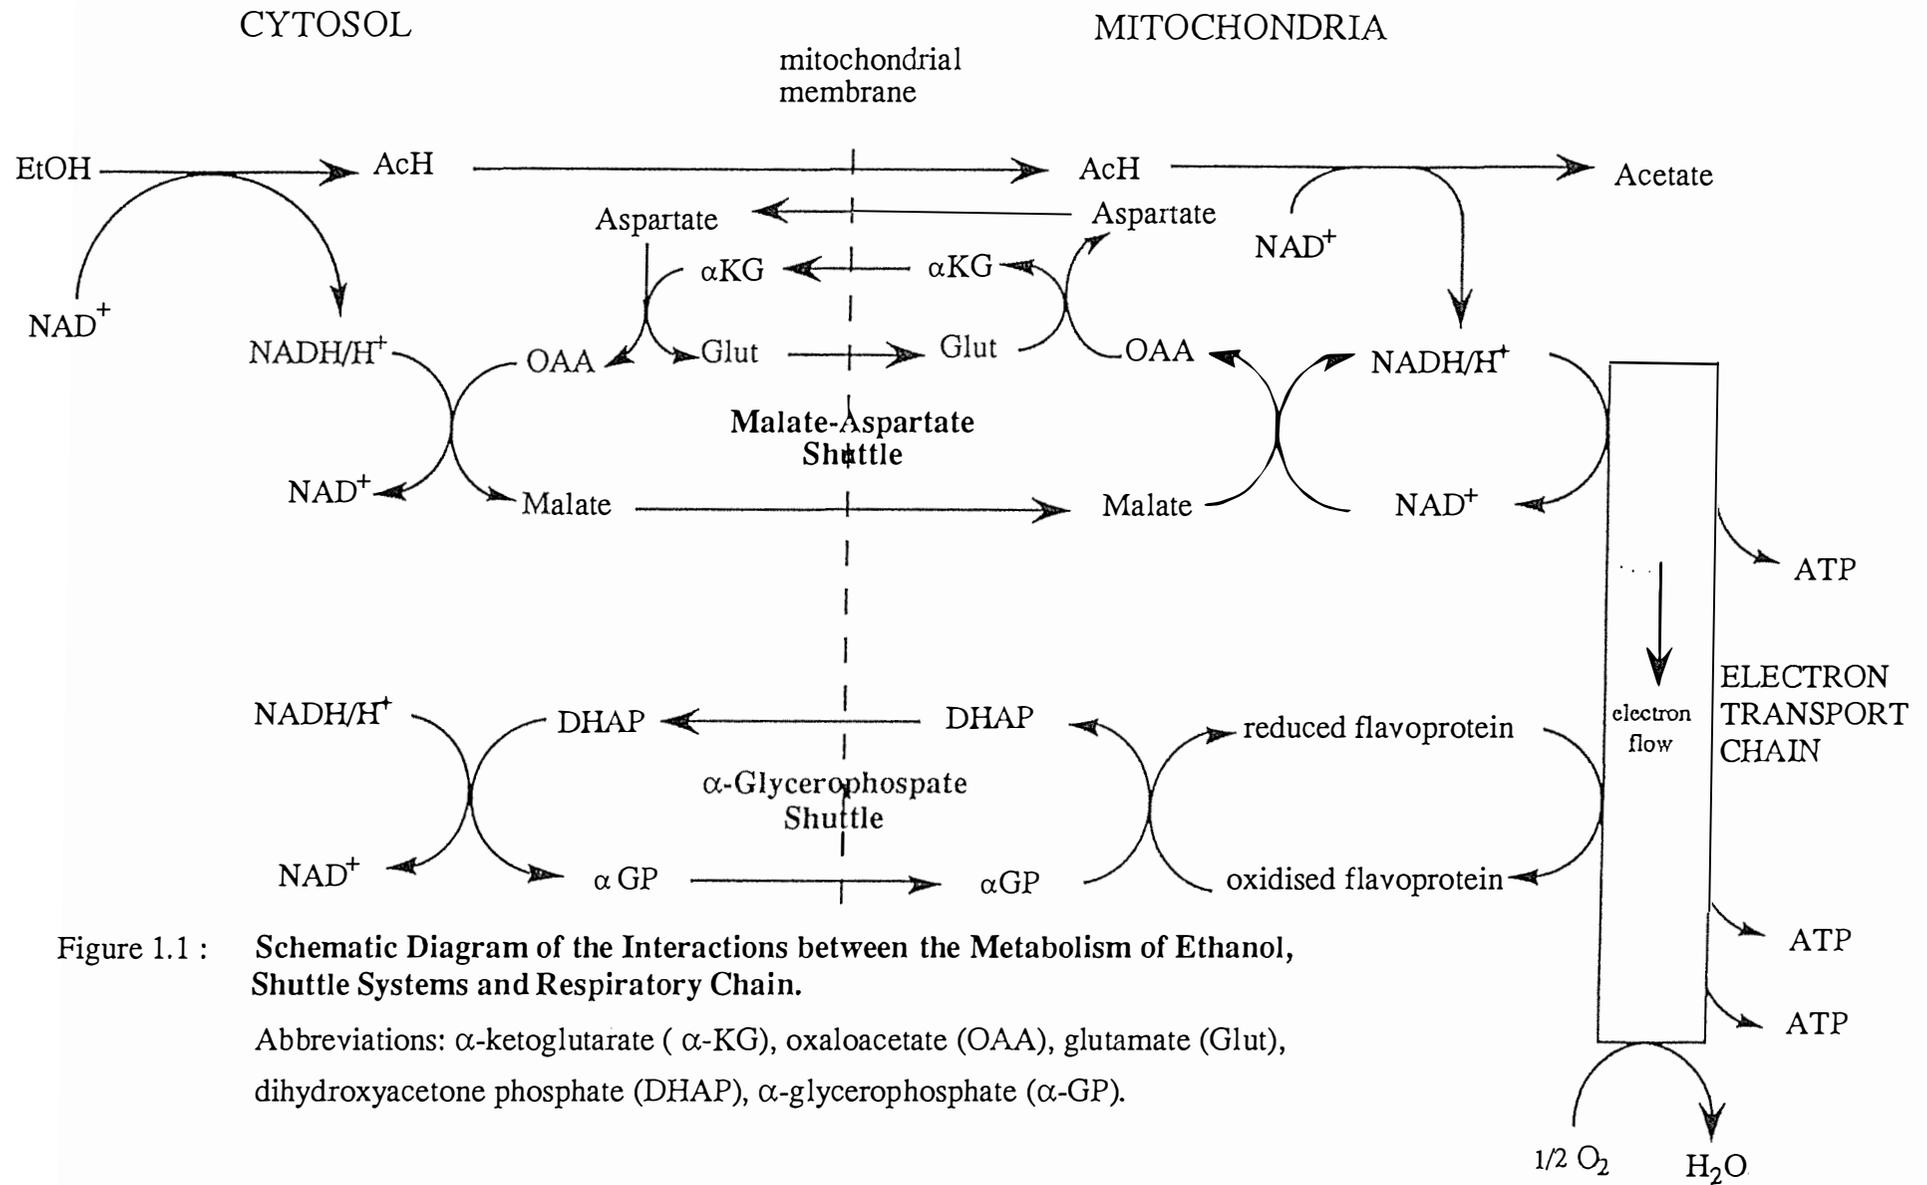 CYTOSOL
MITOCHONDRIA
mitochondrial
membrane
EtOH
AcH
AcH
Acetate
Aspartate
Aspartate
NAD+
αKG
αKG
NAD+
NADH/H+
OAA
Glut
Glut
OAA
NADH/H+
Malate-Aspartate
Shuttle
NAD+
Malate
Malate
NAD+
ATP
ELECTRON
TRANSPORT
CHAIN
electron
flow
NADH/H+
DHAP
DHAP
reduced flavoprotein
α-Glycerophospate
Shuttle
NAD+
α GP
αGP
oxidised flavoprotein
ATP
ATP
1/2 O2
H2O
Figure 1.1 : Schematic Diagram of the Interactions between the Metabolism of Ethanol,
Shuttle Systems and Respiratory Chain.
Abbreviations: α-ketoglutarate ( α-KG), oxaloacetate (OAA), glutamate (Glut),
dihydroxyacetone phosphate (DHAP), α-glycerophosphate (α-GP).